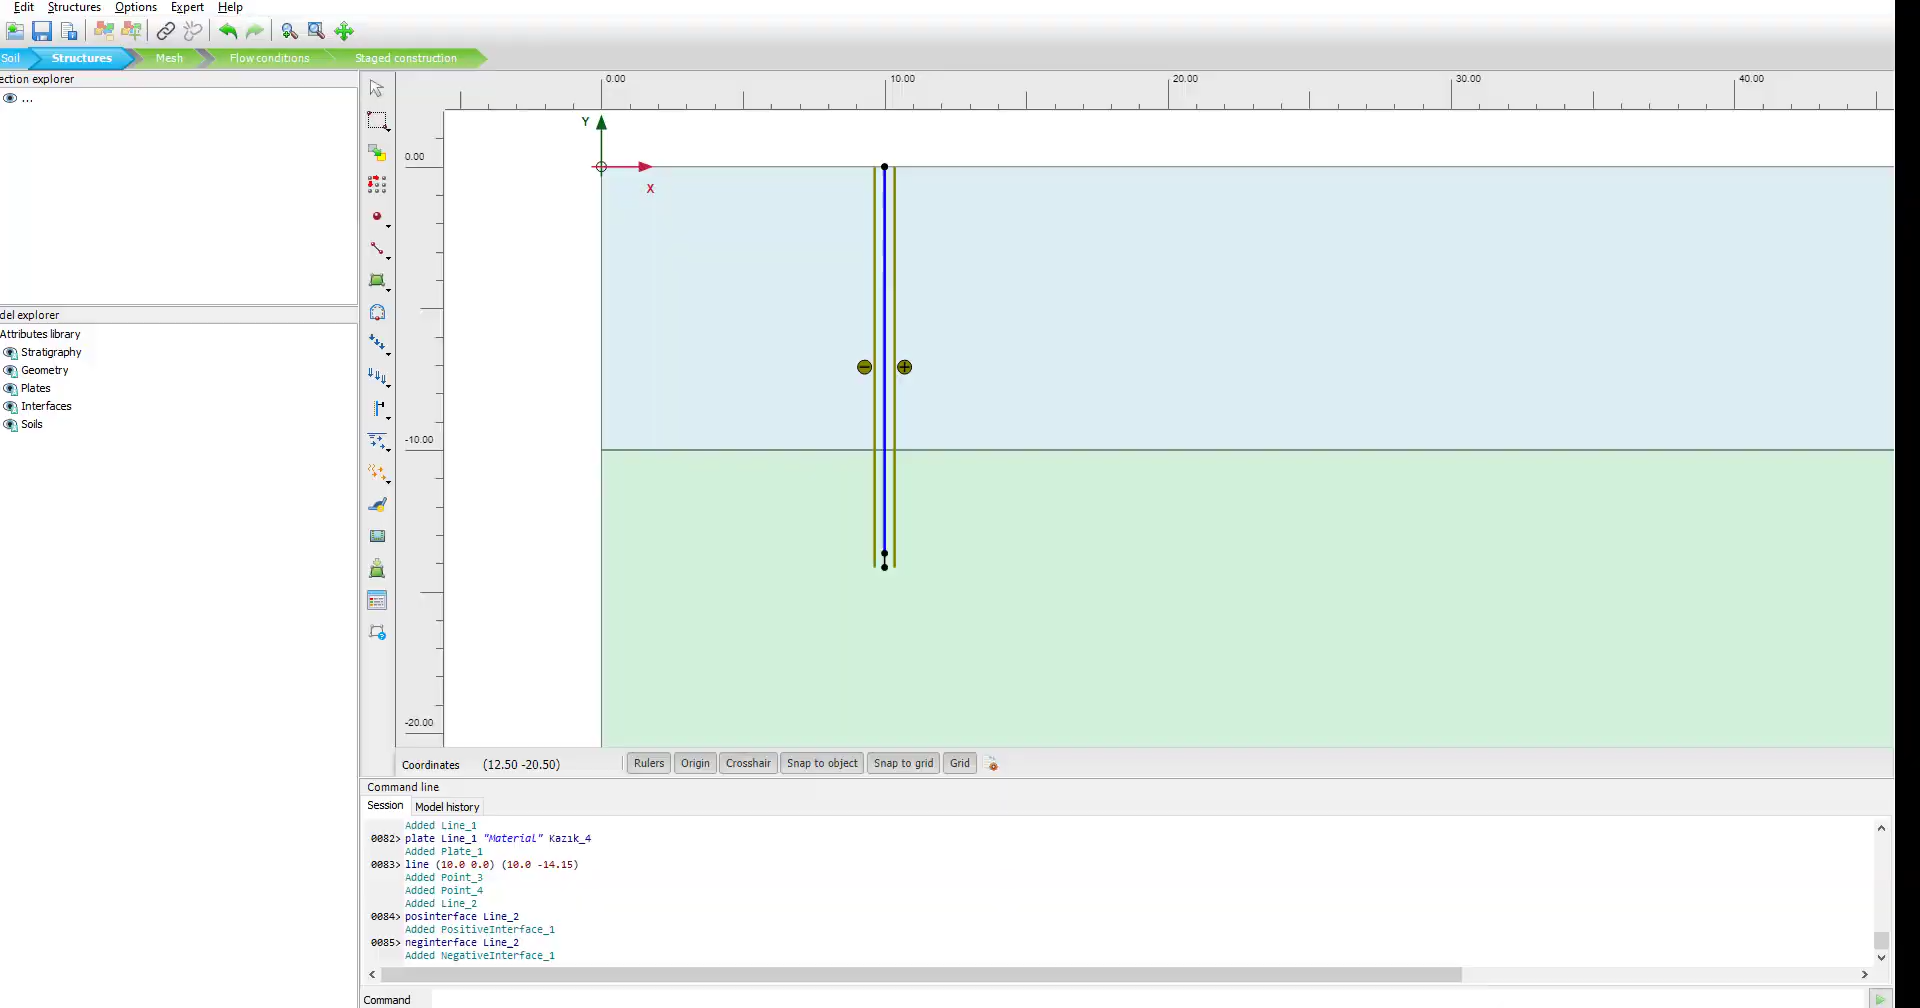 Edit Structures Options Expert Help
Soil Structures Mesh Flow conditions Staged construction
ection explorer
...
del explorer
Attributes library
Stratigraphy
Geometry
Plates
Interfaces
Soils
0.00 10.00 20.00 30.00 40.00
Y
0.00
X
-10.00
-20.00
Coordinates (12.50 -20.50) Rulers Origin Crosshair Snap to object Snap to grid Grid
Command line
Session Model history
Added Line_1
0082> plate Line_1 "Material" Kazık_4
Added Plate_1
0083> line (10.0 0.0) (10.0 -14.15)
Added Point_3
Added Point_4
Added Line_2
0084> posinterface Line_2
Added PositiveInterface_1
0085> neginterface Line_2
Added NegativeInterface_1
Command